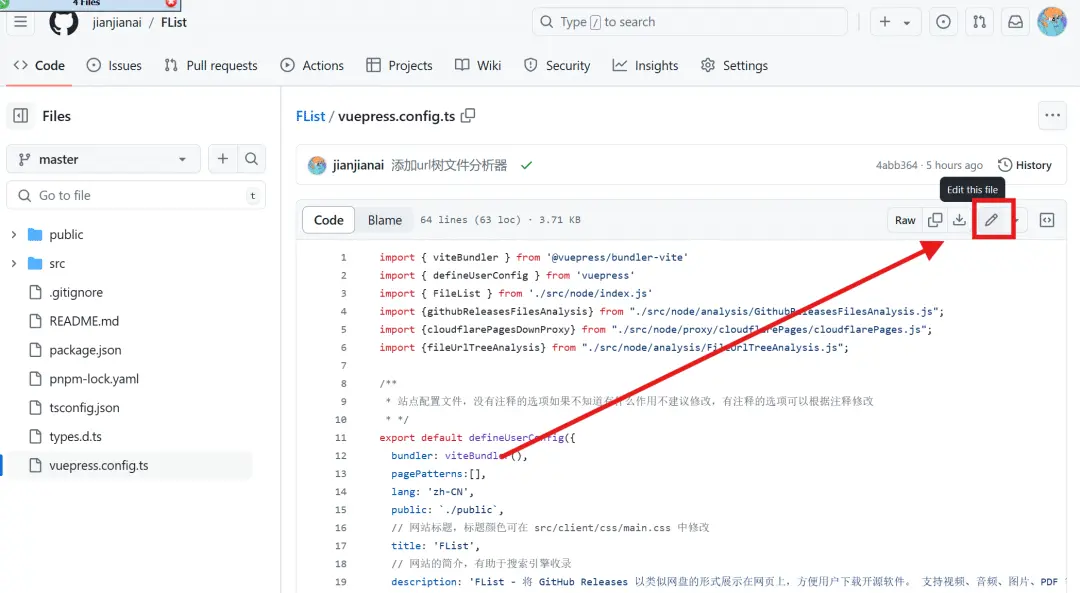 4 Files
jianjianai / FList
Type / to search
Code Issues Pull requests Actions Projects Wiki Security Insights Settings
Files
master
Go to file
t
public
src
.gitignore
README.md
package.json
pnpm-lock.yaml
tsconfig.json
types.d.ts
vuepress.config.ts
FList / vuepress.config.ts
jianjianai 添加url树文件分析器
4abb364 · 5 hours ago History
Edit this file
Code Blame 64 lines (63 loc) · 3.71 KB Raw
1 import { viteBundler } from '@vuepress/bundler-vite'
2 import { defineUserConfig } from 'vuepress'
3 import { FileList } from './src/node/index.js'
4 import {githubReleasesFilesAnalysis} from "./src/node/analysis/GithubReleasesFilesAnalysis.js";
5 import {cloudflarePagesDownProxy} from "./src/node/proxy/cloudflarePages/cloudflarePages.js";
6 import {fileUrlTreeAnalysis} from "./src/node/analysis/FileUrlTreeAnalysis.js";
7
8 /**
9 * 站点配置文件，没有注释的选项如果不知道有什么作用不建议修改，有注释的选项可以根据注释修改
10 * */
11 export default defineUserConfig({
12 bundler: viteBundler(),
13 pagePatterns:[],
14 lang: 'zh-CN',
15 public: `./public`,
16 // 网站标题，标题颜色可在 src/client/css/main.css 中修改
17 title: 'FList',
18 // 网站的简介，有助于搜索引擎收录
19 description: 'FList - 将 GitHub Releases 以类似网盘的形式展示在网页上，方便用户下载开源软件。 支持视频、音频、图片、PDF